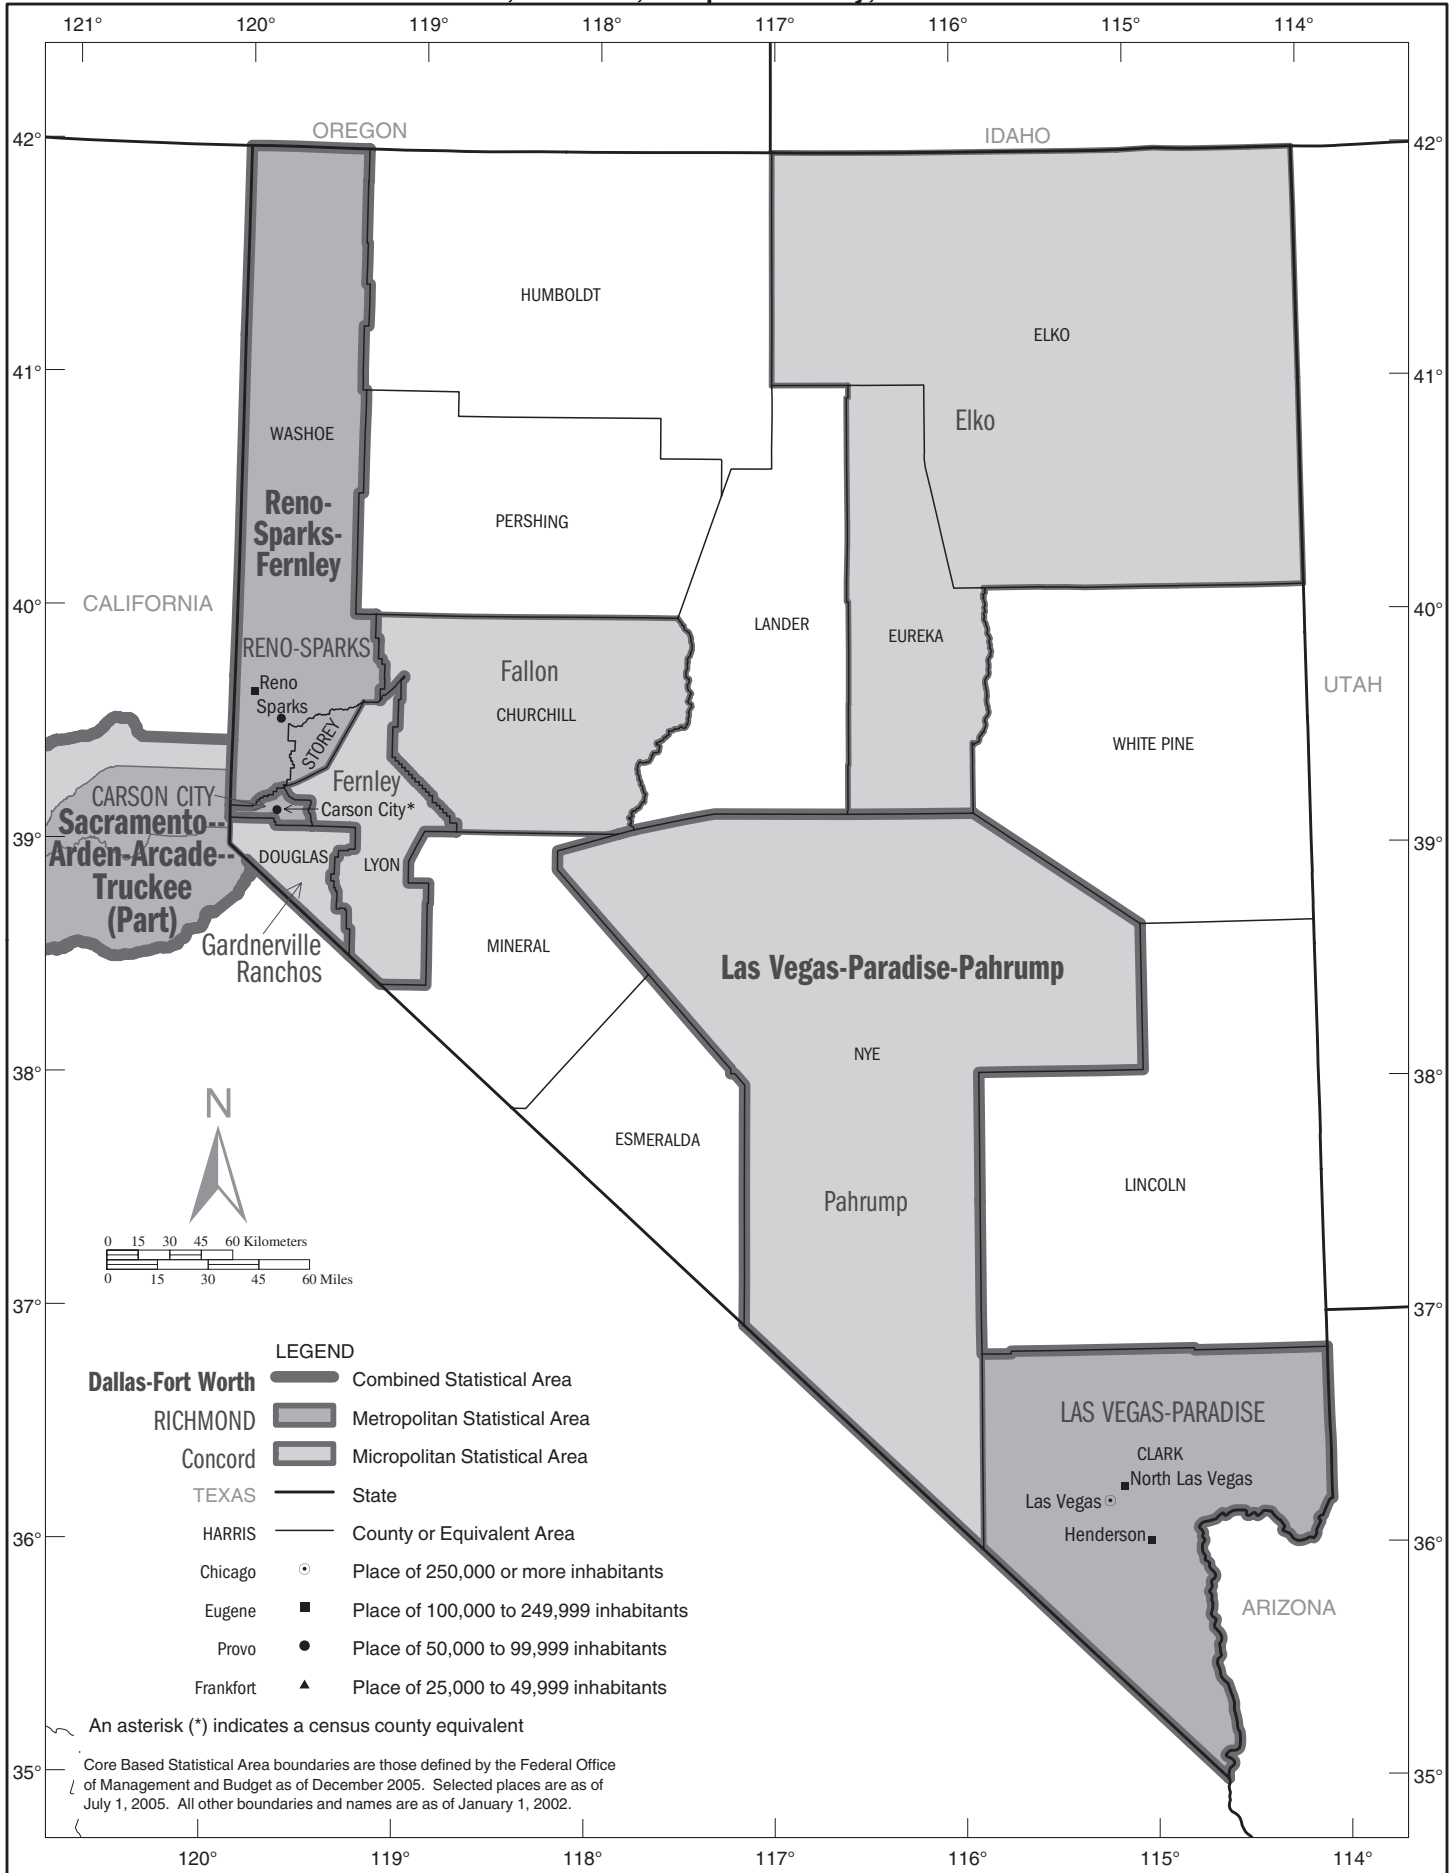 121° 120° 119° 118° 117° 116° 115° 114°
OREGON
IDAHO
42°
42°
HUMBOLDT
ELKO
41°
41°
Elko
WASHOE
Reno-
Sparks-
Fernley
PERSHING
CALIFORNIA
40°
40°
LANDER
EUREKA
RENO-SPARKS
Fallon
Reno
UTAH
Sparks
CHURCHILL
STOREY
WHITE PINE
Fernley
CARSON CITY
Carson City*
Sacramento--
Arden-Arcade--
Truckee
(Part)
39°
39°
DOUGLAS
LYON
Gardnerville
Ranchos
MINERAL
Las Vegas-Paradise-Pahrump
NYE
38°
38°
N
ESMERALDA
LINCOLN
Pahrump
0 15 30 45 60 Kilometers
0 15 30 45 60 Miles
37°
37°
LEGEND
Dallas-Fort Worth Combined Statistical Area
RICHMOND Metropolitan Statistical Area
Concord Micropolitan Statistical Area
TEXAS State
HARRIS County or Equivalent Area
Chicago Place of 250,000 or more inhabitants
Eugene Place of 100,000 to 249,999 inhabitants
Provo Place of 50,000 to 99,999 inhabitants
Frankfort Place of 25,000 to 49,999 inhabitants
LAS VEGAS-PARADISE
CLARK
North Las Vegas
Las Vegas
Henderson
36°
36°
ARIZONA
An asterisk (*) indicates a census county equivalent
Core Based Statistical Area boundaries are those defined by the Federal Office
of Management and Budget as of December 2005. Selected places are as of
July 1, 2005. All other boundaries and names are as of January 1, 2002.
35°
35°
120° 119° 118° 117° 116° 115° 114°